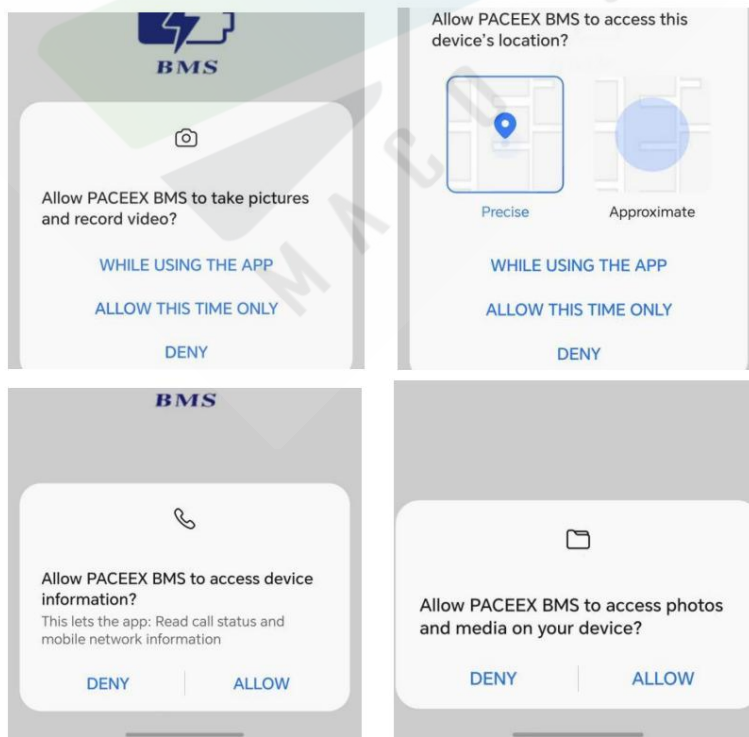 BMS
Allow PACEEX BMS to take pictures
and record video?
WHILE USING THE APP
ALLOW THIS TIME ONLY
DENY
Allow PACEEX BMS to access this
device's location?
Precise
Approximate
WHILE USING THE APP
ALLOW THIS TIME ONLY
DENY
BMS
Allow PACEEX BMS to access device
information?
This lets the app: Read call status and
mobile network information
DENY
ALLOW
Allow PACEEX BMS to access photos
and media on your device?
DENY
ALLOW
MACO